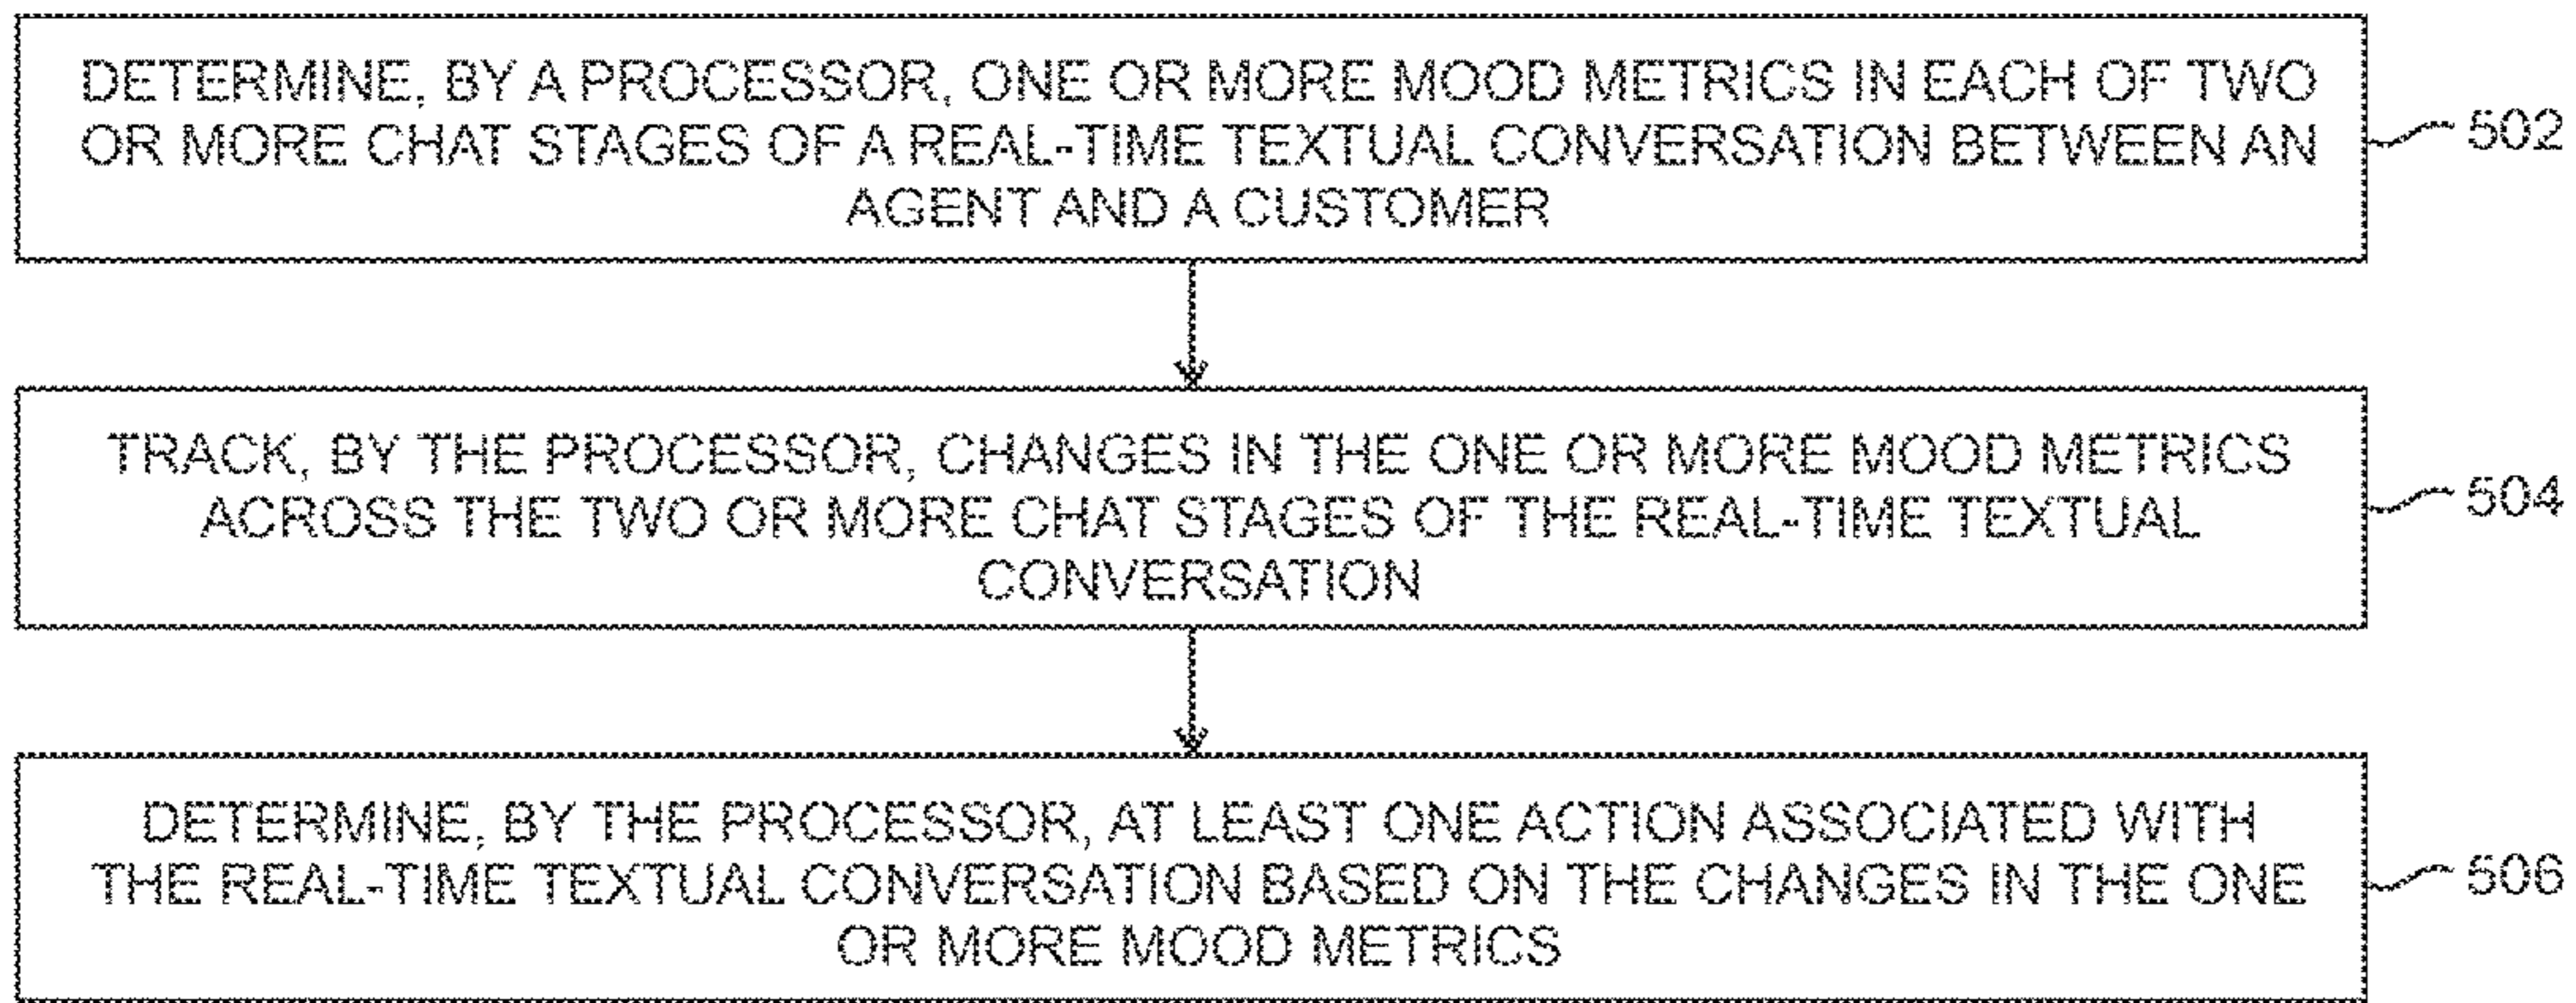 DETERMINE, BY A PROCESSOR, ONE OR MORE MOOD METRICS IN EACH OF TWO
OR MORE CHAT STAGES OF A REAL-TIME TEXTUAL CONVERSATION BETWEEN AN
AGENT AND A CUSTOMER
502
TRACK, BY THE PROCESSOR, CHANGES IN THE ONE OR MORE MOOD METRICS
ACROSS THE TWO OR MORE CHAT STAGES OF THE REAL-TIME TEXTUAL
CONVERSATION
504
DETERMINE, BY THE PROCESSOR, AT LEAST ONE ACTION ASSOCIATED WITH
THE REAL-TIME TEXTUAL CONVERSATION BASED ON THE CHANGES IN THE ONE
OR MORE MOOD METRICS
506